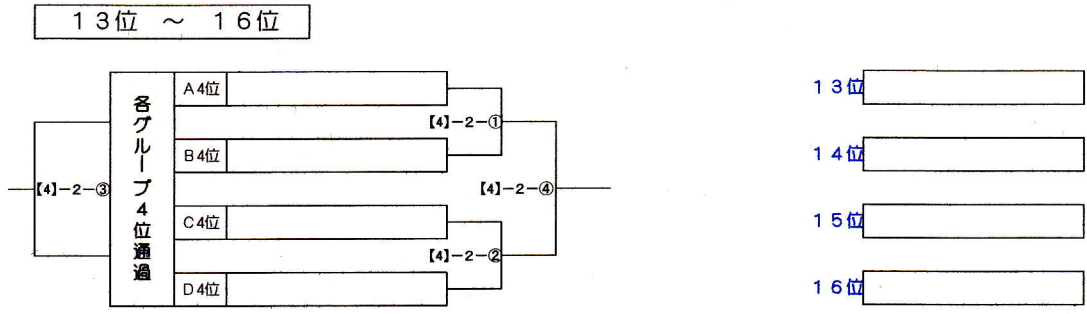 13位 ～ 16位
各グループ4位通過
A4位
B4位
C4位
D4位
【4】-2-①
【4】-2-②
【4】-2-③
【4】-2-④
13位
14位
15位
16位